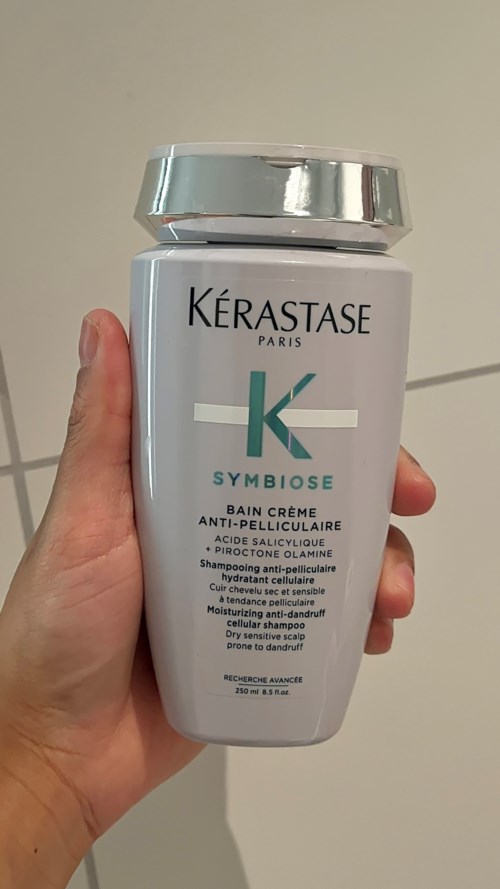 KÉRASTASE
PARIS
K
SYMBIOSE
BAIN CRÈME
ANTI-PELLICULAIRE
ACIDE SALICYLIQUE
+ PIROCTONE OLAMINE
Shampooing anti-pelliculaire
hydratant cellulaire
Cuir chevelu sec et sensible
à tendance pelliculaire
Moisturizing anti-dandruff
cellular shampoo
Dry sensitive scalp
prone to dandruff
RECHERCHE AVANCÉE
250 ml 8.5 fl.oz.